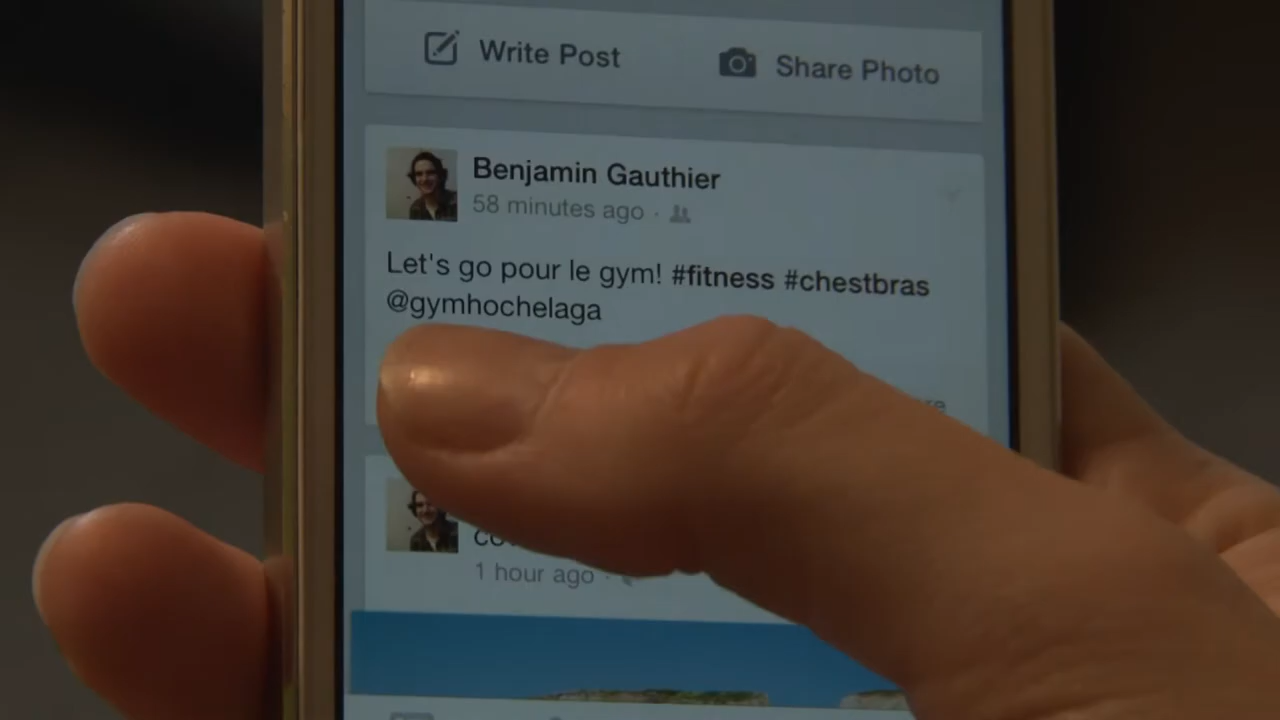 Write Post
Share Photo
Benjamin Gauthier
58 minutes ago ·
Let's go pour le gym! #fitness #chestbras
@gymhochelaga
1 hour ago ·